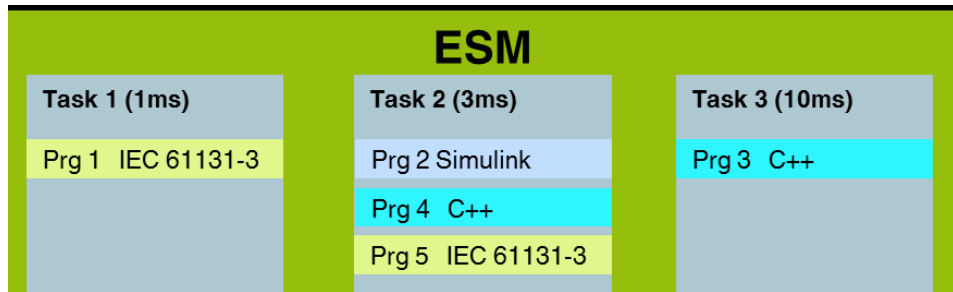 ESM
Task 1 (1ms)
Prg 1 IEC 61131-3
Task 2 (3ms)
Prg 2 Simulink
Prg 4 C++
Prg 5 IEC 61131-3
Task 3 (10ms)
Prg 3 C++